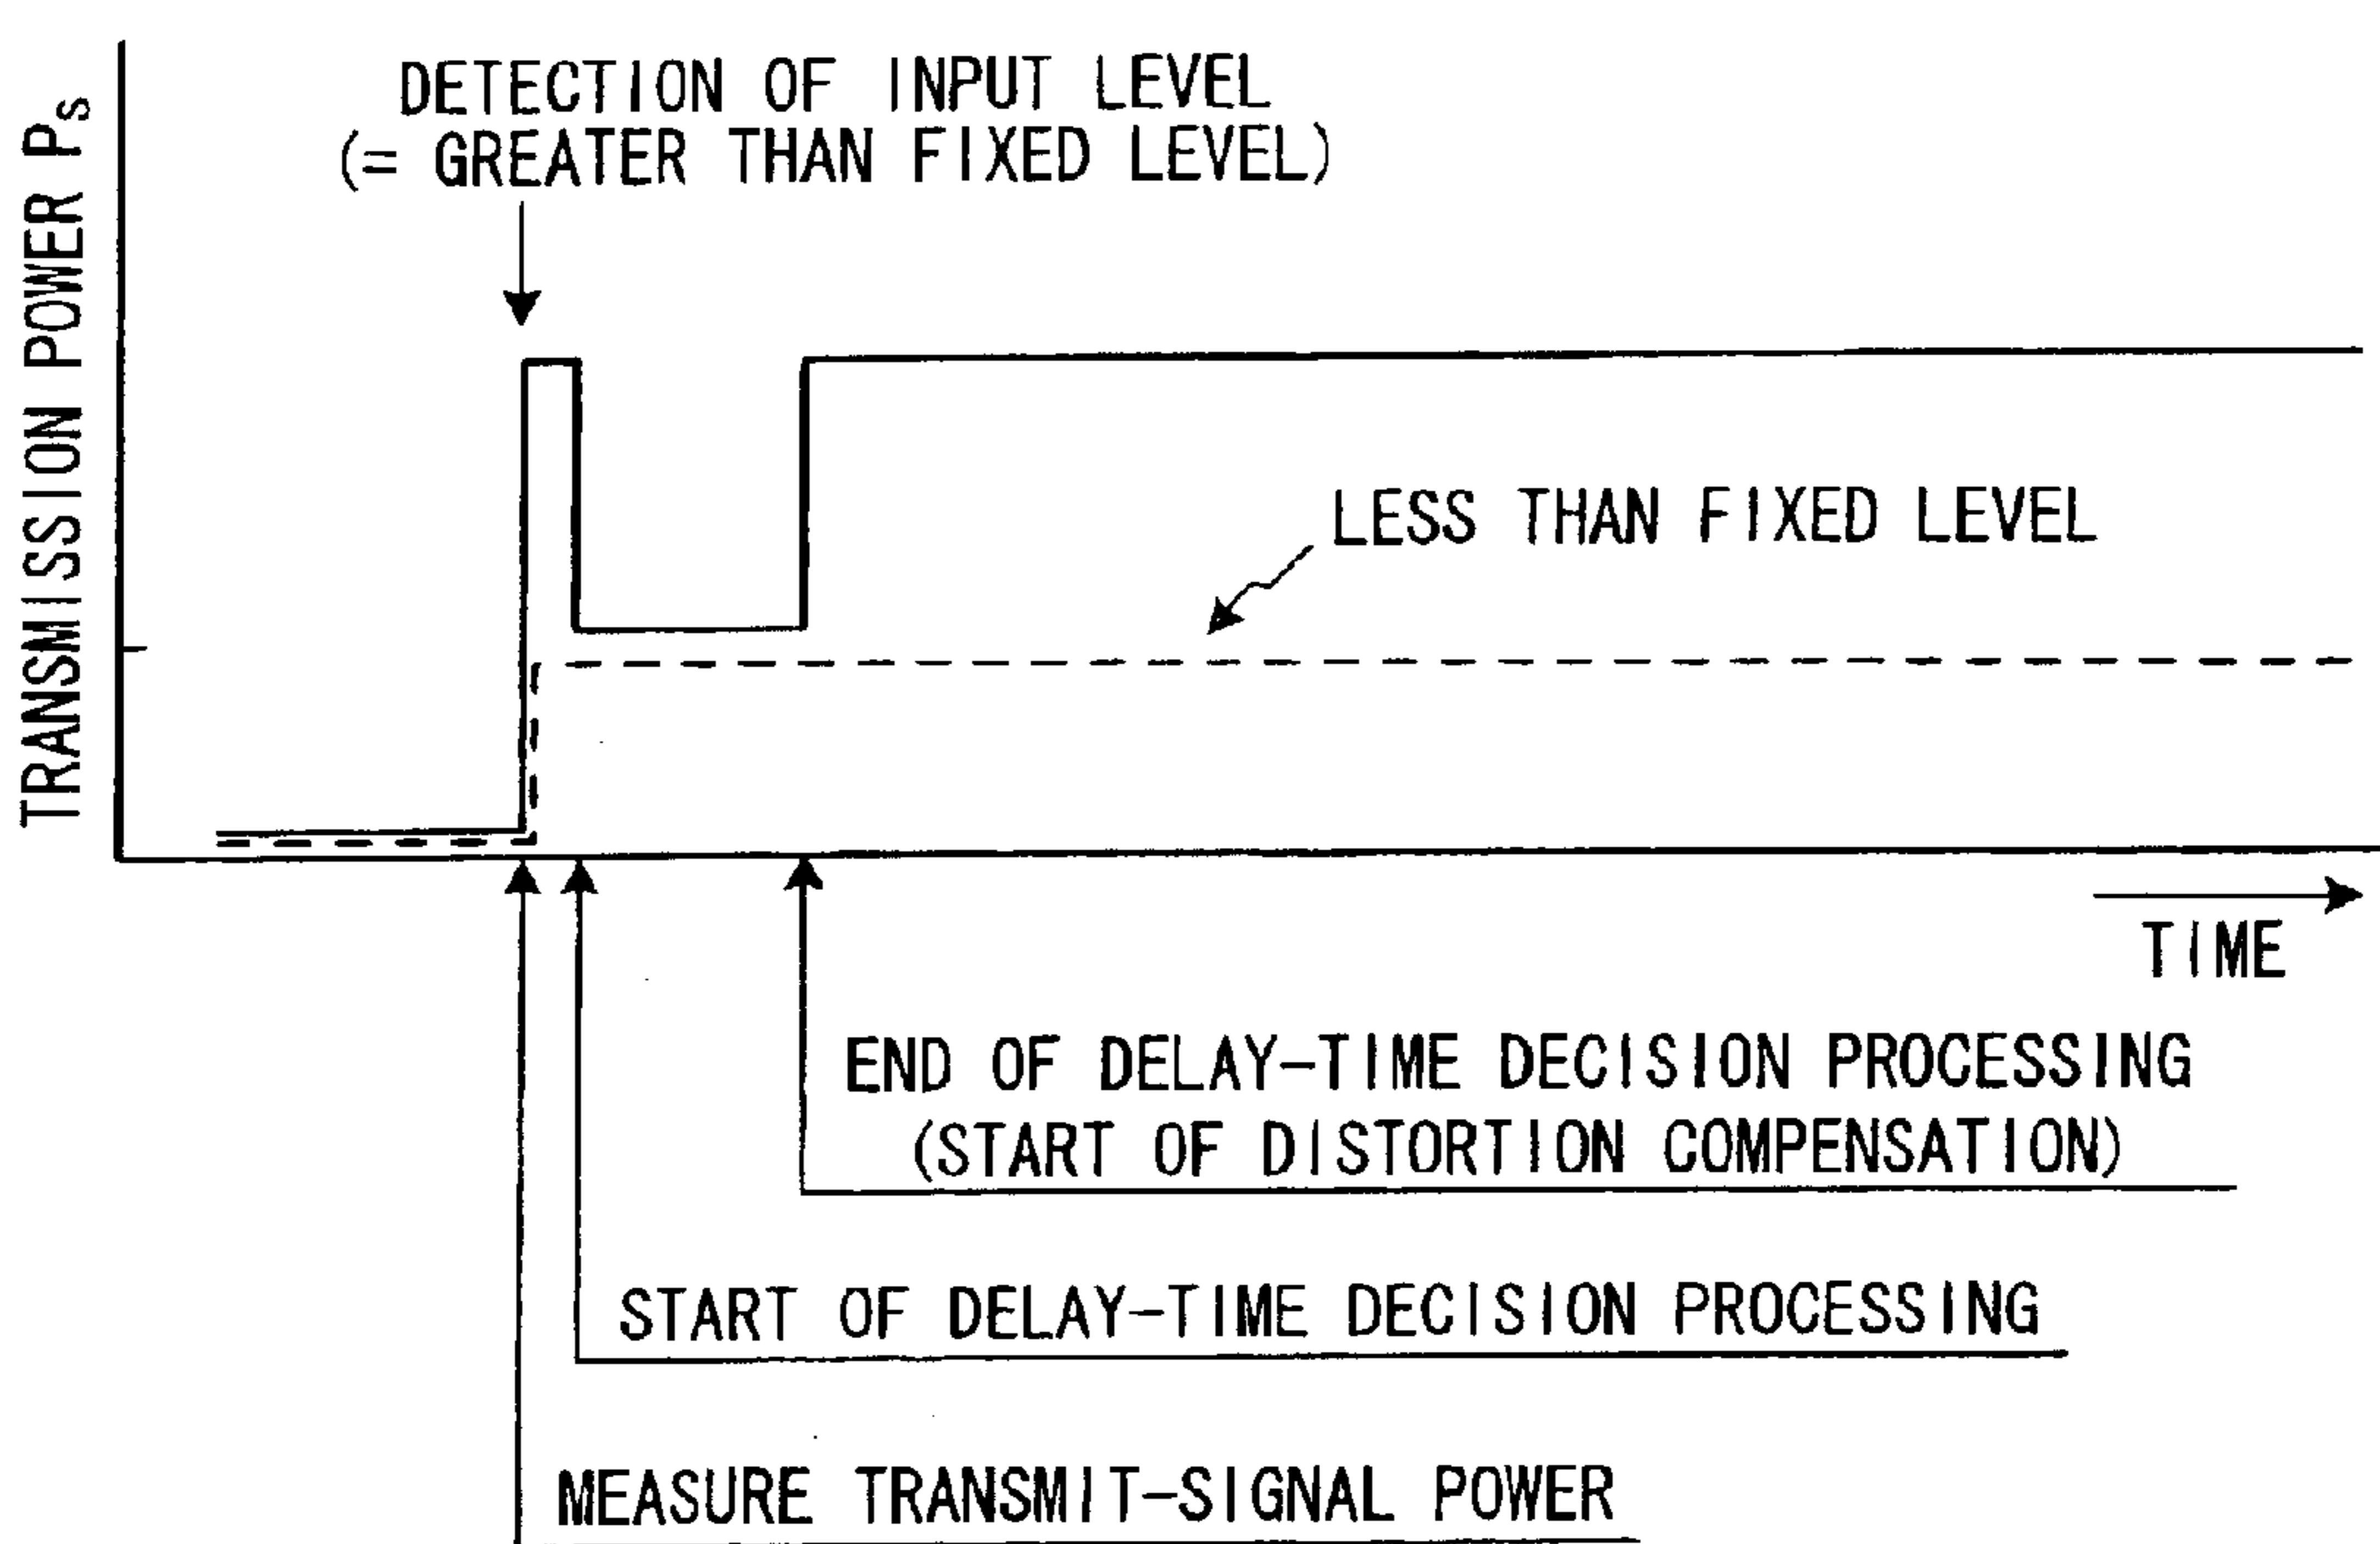 TRANSMISSION POWER Ps
DETECTION OF INPUT LEVEL
(= GREATER THAN FIXED LEVEL)
LESS THAN FIXED LEVEL
TIME
END OF DELAY-TIME DECISION PROCESSING
(START OF DISTORTION COMPENSATION)
START OF DELAY-TIME DECISION PROCESSING
MEASURE TRANSMIT-SIGNAL POWER